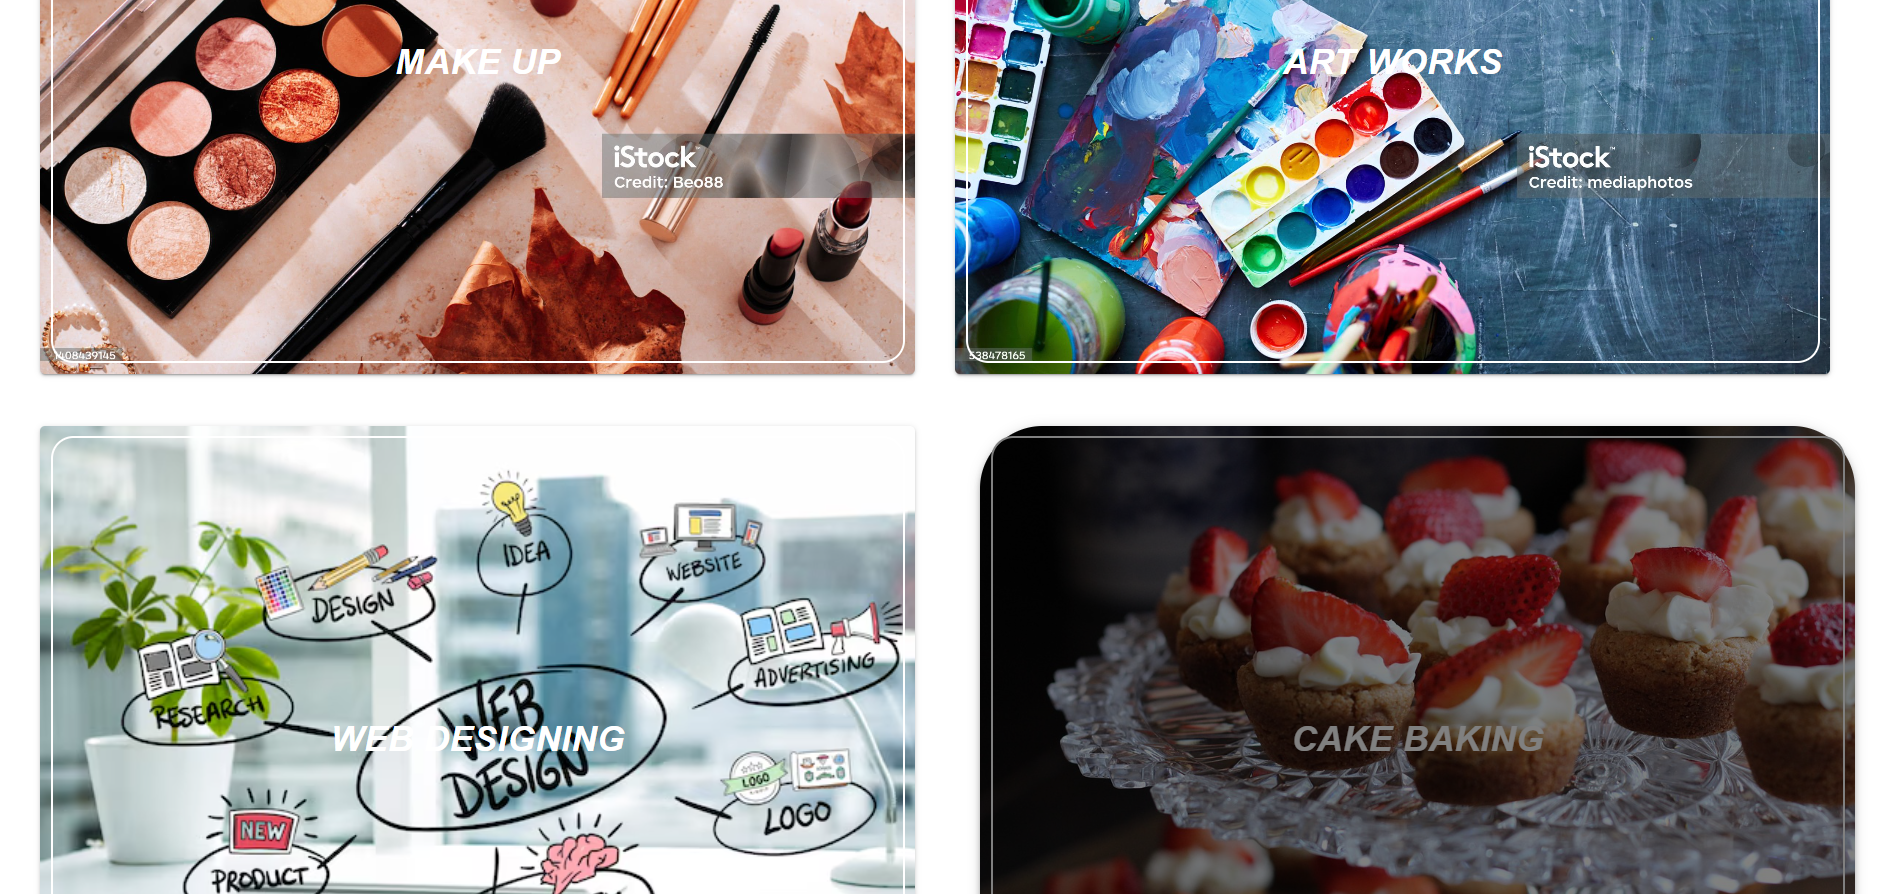 MAKE UP
iStock
Credit: Beo88
1408439145
ART WORKS
iStock™
Credit: mediaphotos
538478165
IDEA
WEBSITE
DESIGN
ADVERTISING
RESEARCH
WEB
DESIGN
WEB DESIGNING
LOGO
LOGO
NEW
PRODUCT
CAKE BAKING